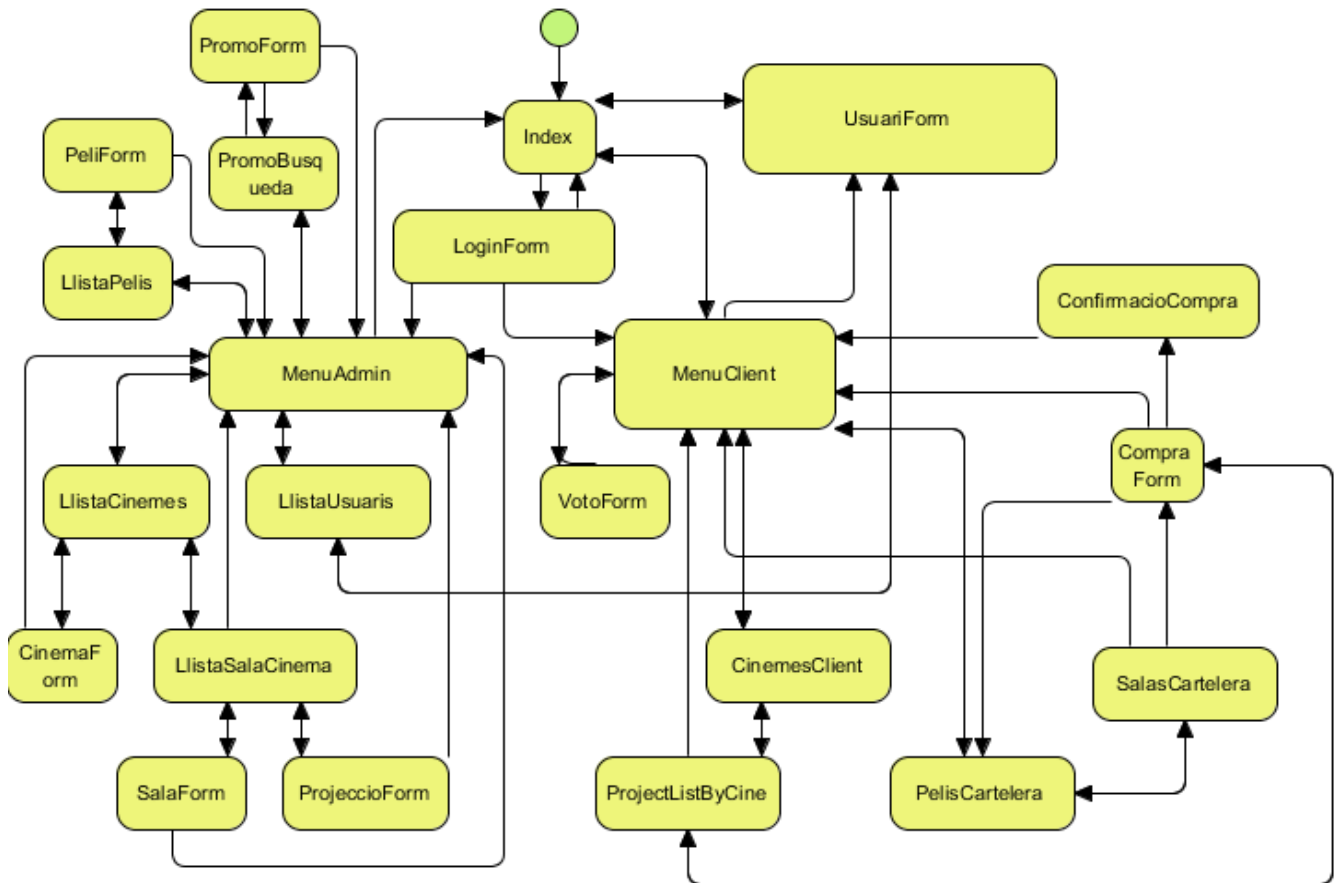 PromoForm
UsuariForm
Index
PeliForm
PromoBusq
ueda
LoginForm
LlistaPelis
ConfirmacioCompra
MenuAdmin
MenuClient
Compra
Form
LlistaCinemes
LlistaUsuaris
VotoForm
CinemaF
orm
LlistaSalaCinema
CinemesClient
SalasCartelera
SalaForm
ProjeccioForm
ProjectListByCine
PelisCartelera